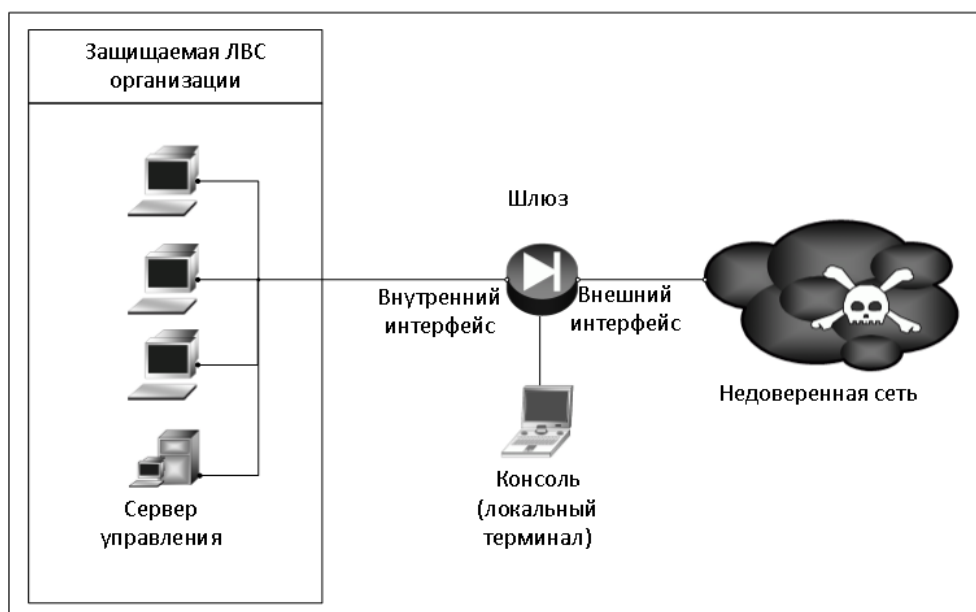 Защищаемая ЛВС
организации
Шлюз
Внутренний
интерфейс
Внешний
интерфейс
Недоверенная сеть
Консоль
(локальный
терминал)
Сервер
управления